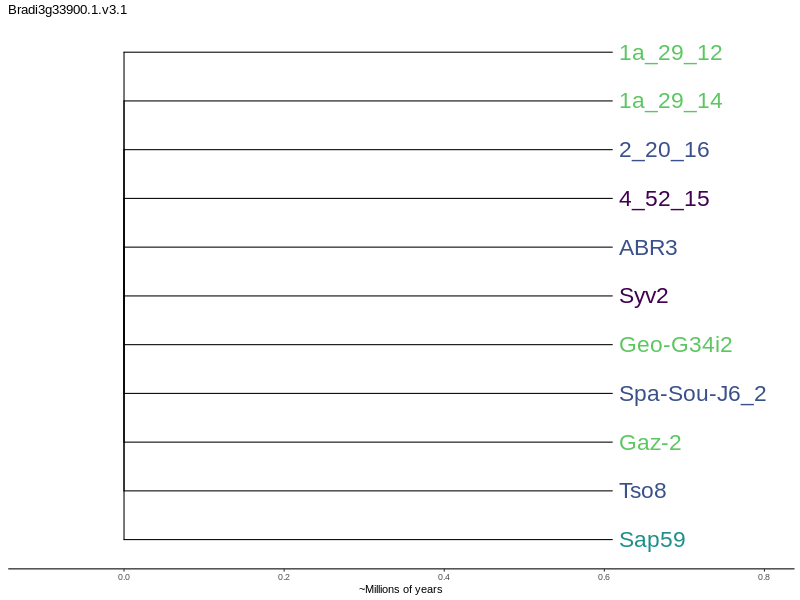 Bradi3g33900.1.v3.1
1a_29_12
1a_29_14
2_20_16
4_52_15
ABR3
Syv2
Geo-G34i2
Spa-Sou-J6_2
Gaz-2
Tso8
Sap59
0.0 0.2 0.4 0.6 0.8
~Millions of years